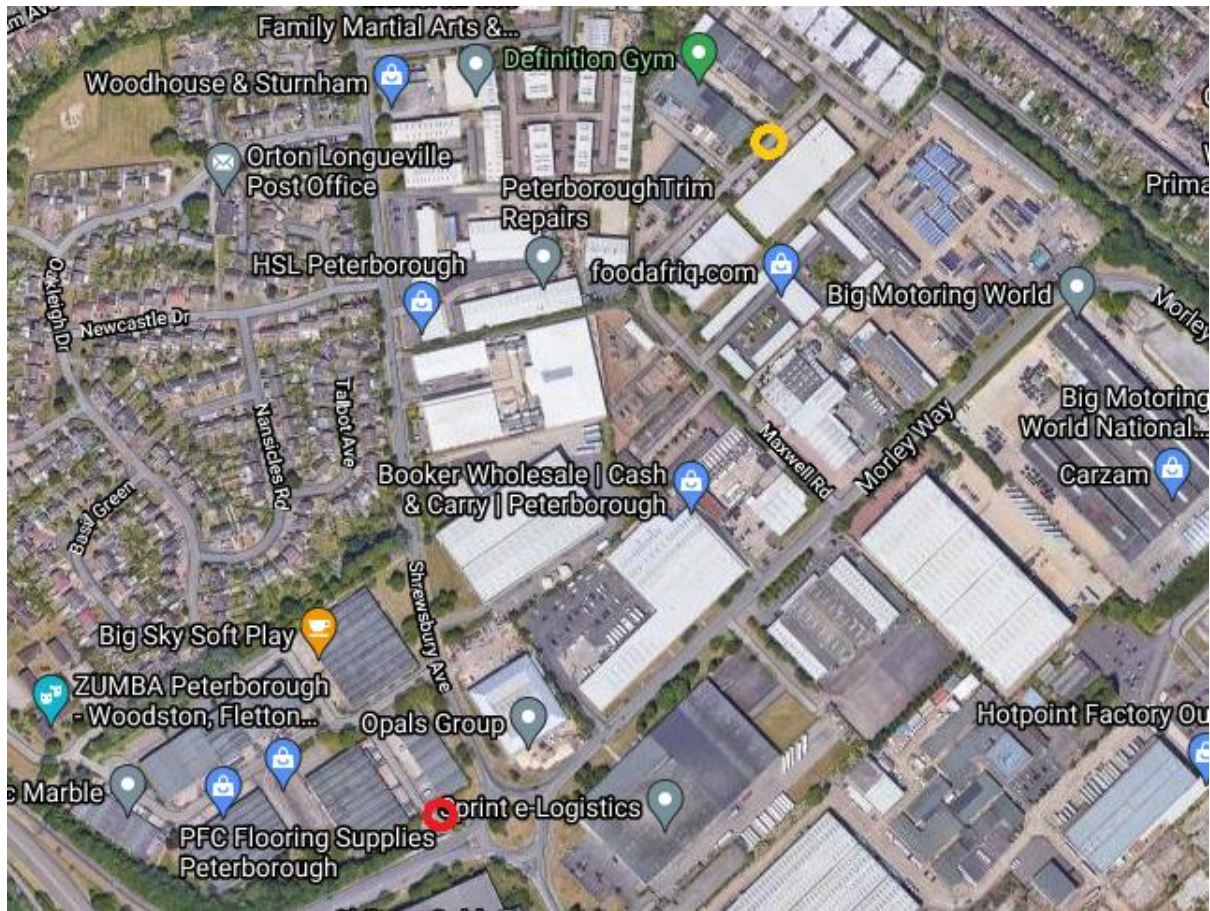 Family Martial Arts &...
Definition Gym
Woodhouse & Sturnham
Orton Longueville
Post Office
Prima
PeterboroughTrim
Repairs
HSL Peterborough
foodafriq.com
Big Motoring World
Morley
Oakleigh Dr
Newcastle Dr
Talbot Ave
Nansicles Rd
Big Motoring
World National...
Maxwell Rd
Morley Way
Carzam
Booker Wholesale | Cash
& Carry | Peterborough
Basil Green
Shrewsbury Ave
Big Sky Soft Play
ZUMBA Peterborough
- Woodston, Fletton...
Opals Group
Hotpoint Factory Ou
c Marble
Sprint e-Logistics
PFC Flooring Supplies
Peterborough